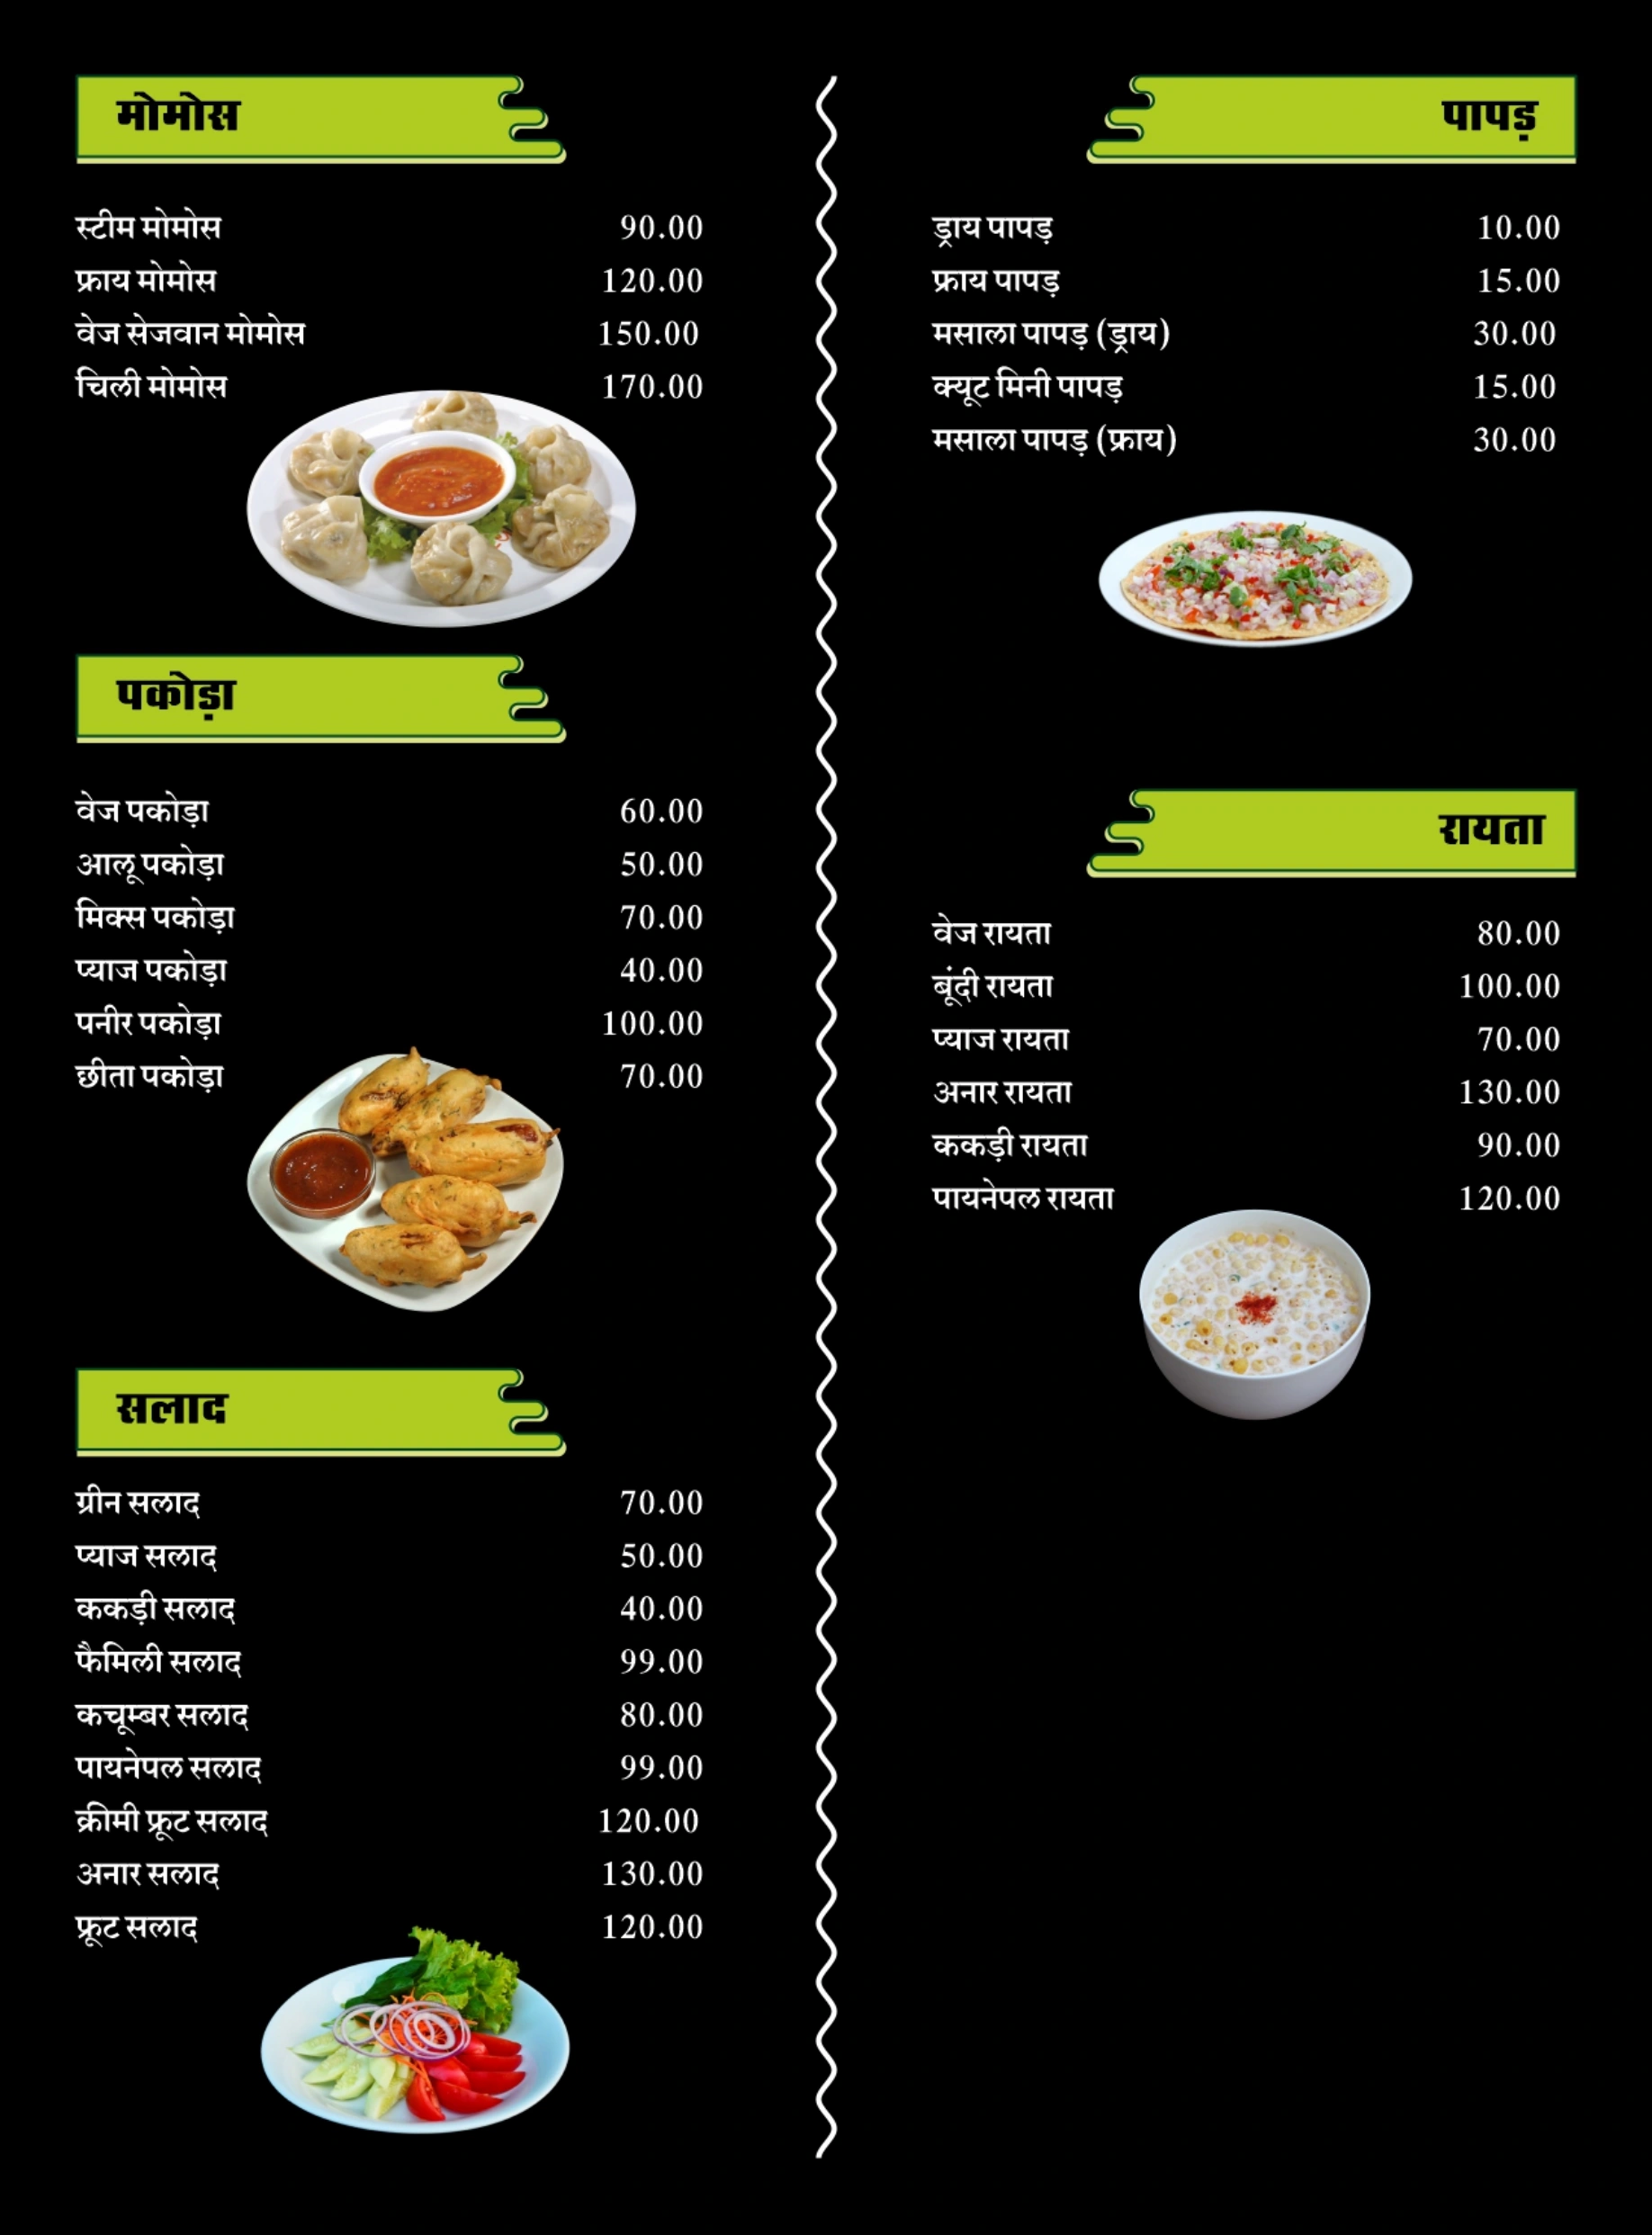 मोमोस
स्टीम मोमोस 90.00
फ्राय मोमोस 120.00
वेज सेजवान मोमोस 150.00
चिली मोमोस 170.00
पकोड़ा
वेज पकोड़ा 60.00
आलू पकोड़ा 50.00
मिक्स पकोड़ा 70.00
प्याज पकोड़ा 40.00
पनीर पकोड़ा 100.00
छीता पकोड़ा 70.00
सलाद
ग्रीन सलाद 70.00
प्याज सलाद 50.00
ककड़ी सलाद 40.00
फैमिली सलाद 99.00
कचूम्बर सलाद 80.00
पायनेपल सलाद 99.00
क्रीमी फ्रूट सलाद 120.00
अनार सलाद 130.00
फ्रूट सलाद 120.00
पापड़
ड्राय पापड़ 10.00
फ्राय पापड़ 15.00
मसाला पापड़ (ड्राय) 30.00
क्यूट मिनी पापड़ 15.00
मसाला पापड़ (फ्राय) 30.00
रायता
वेज रायता 80.00
बूंदी रायता 100.00
प्याज रायता 70.00
अनार रायता 130.00
ककड़ी रायता 90.00
पायनेपल रायता 120.00